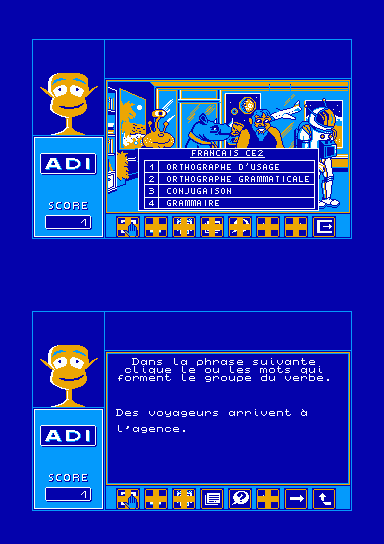 ADI
SCORE
1
FRANCAIS CE2
1 ORTHOGRAPHE D'USAGE
2 ORTHOGRAPHE GRAMMATICALE
3 CONJUGAISON
4 GRAMMAIRE
Dans la phrase suivante
clique le ou les mots qui
forment le groupe du verbe.
Des voyageurs arrivent à
l'agence.
ADI
SCORE
1